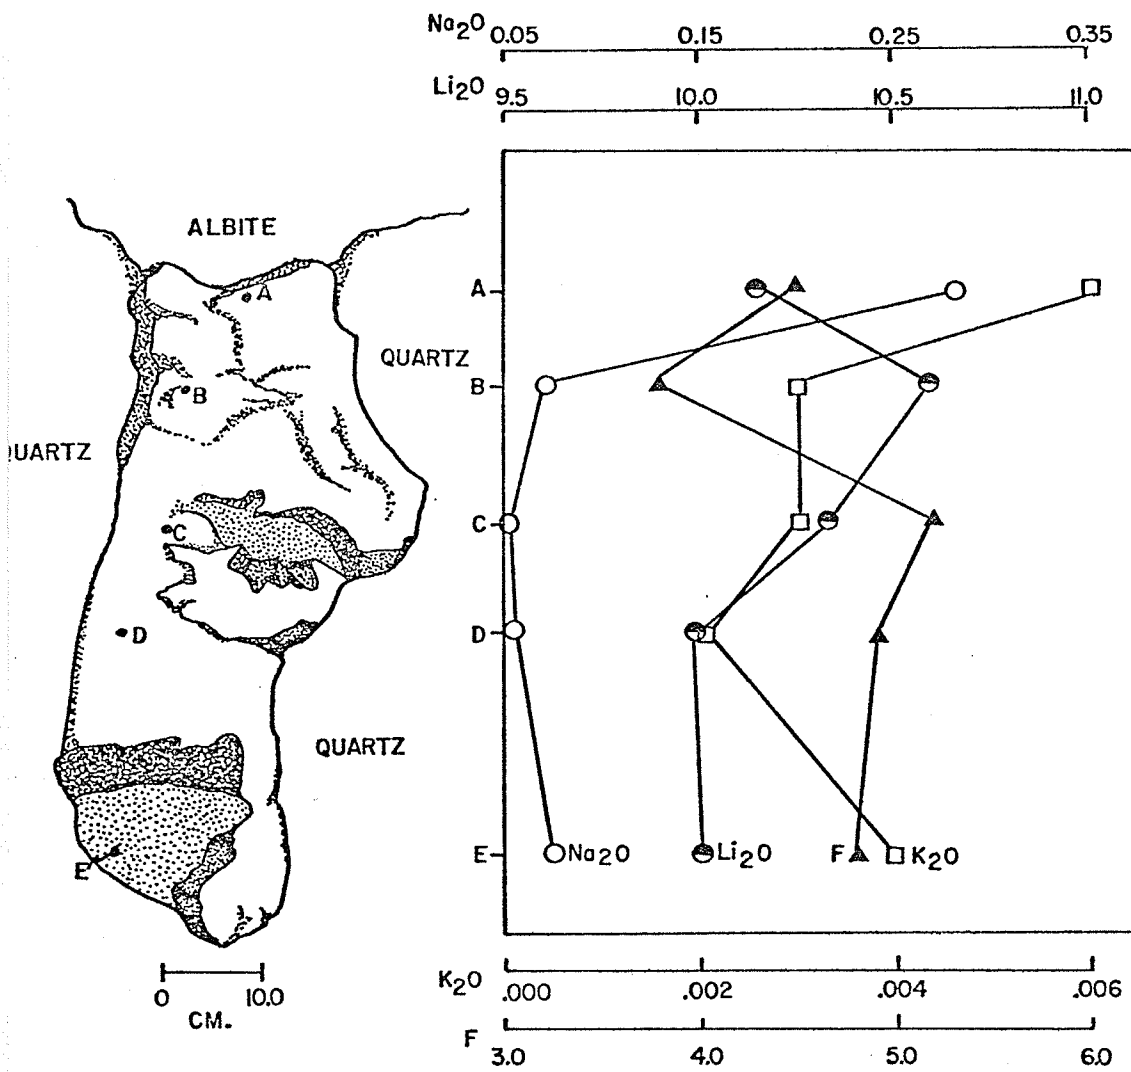 Na2O 0.05 0.15 0.25 0.35
Li2O 9.5 10.0 10.5 11.0
ALBITE
A
QUARTZ
B
QUARTZ
C
D
QUARTZ
E
0 10.0
CM.
A
B
C
D
E
Na2O Li2O F K2O
K2O .000 .002 .004 .006
F 3.0 4.0 5.0 6.0